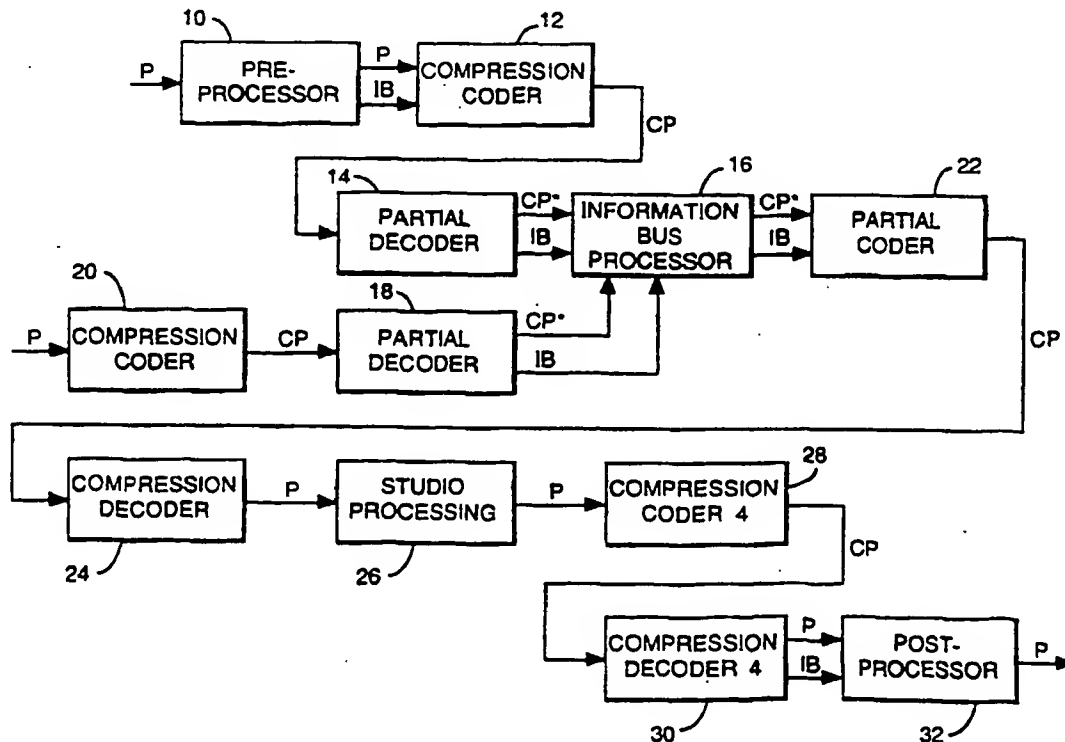 10
12
P
PRE-
PROCESSOR
P
IB
COMPRESSION
CODER
CP
14
16
22
PARTIAL
DECODER
CP*
IB
INFORMATION
BUS
PROCESSOR
CP*
IB
PARTIAL
CODER
20
18
P
COMPRESSION
CODER
CP
PARTIAL
DECODER
CP*
IB
CP
COMPRESSION
DECODER
P
STUDIO
PROCESSING
P
COMPRESSION
CODER 4
28
24
26
CP
COMPRESSION
DECODER 4
P
IB
POST-
PROCESSOR
P
30
32